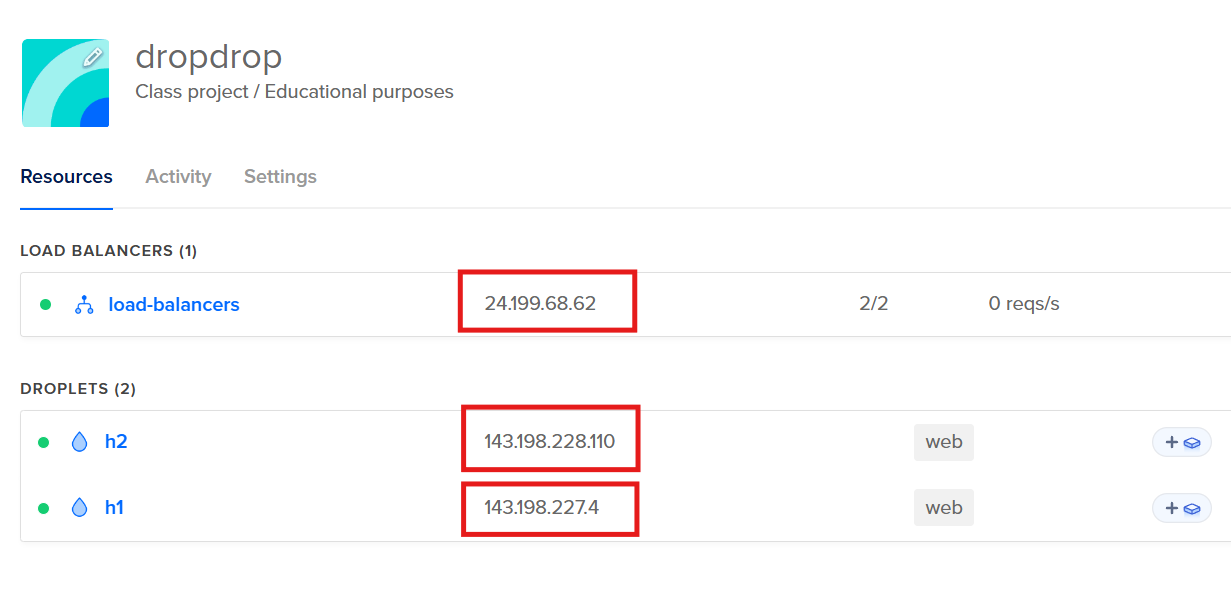 dropdrop
Class project / Educational purposes
Resources Activity Settings
LOAD BALANCERS (1)
load-balancers 24.199.68.62 2/2 0 reqs/s
DROPLETS (2)
h2 143.198.228.110 web +
h1 143.198.227.4 web +